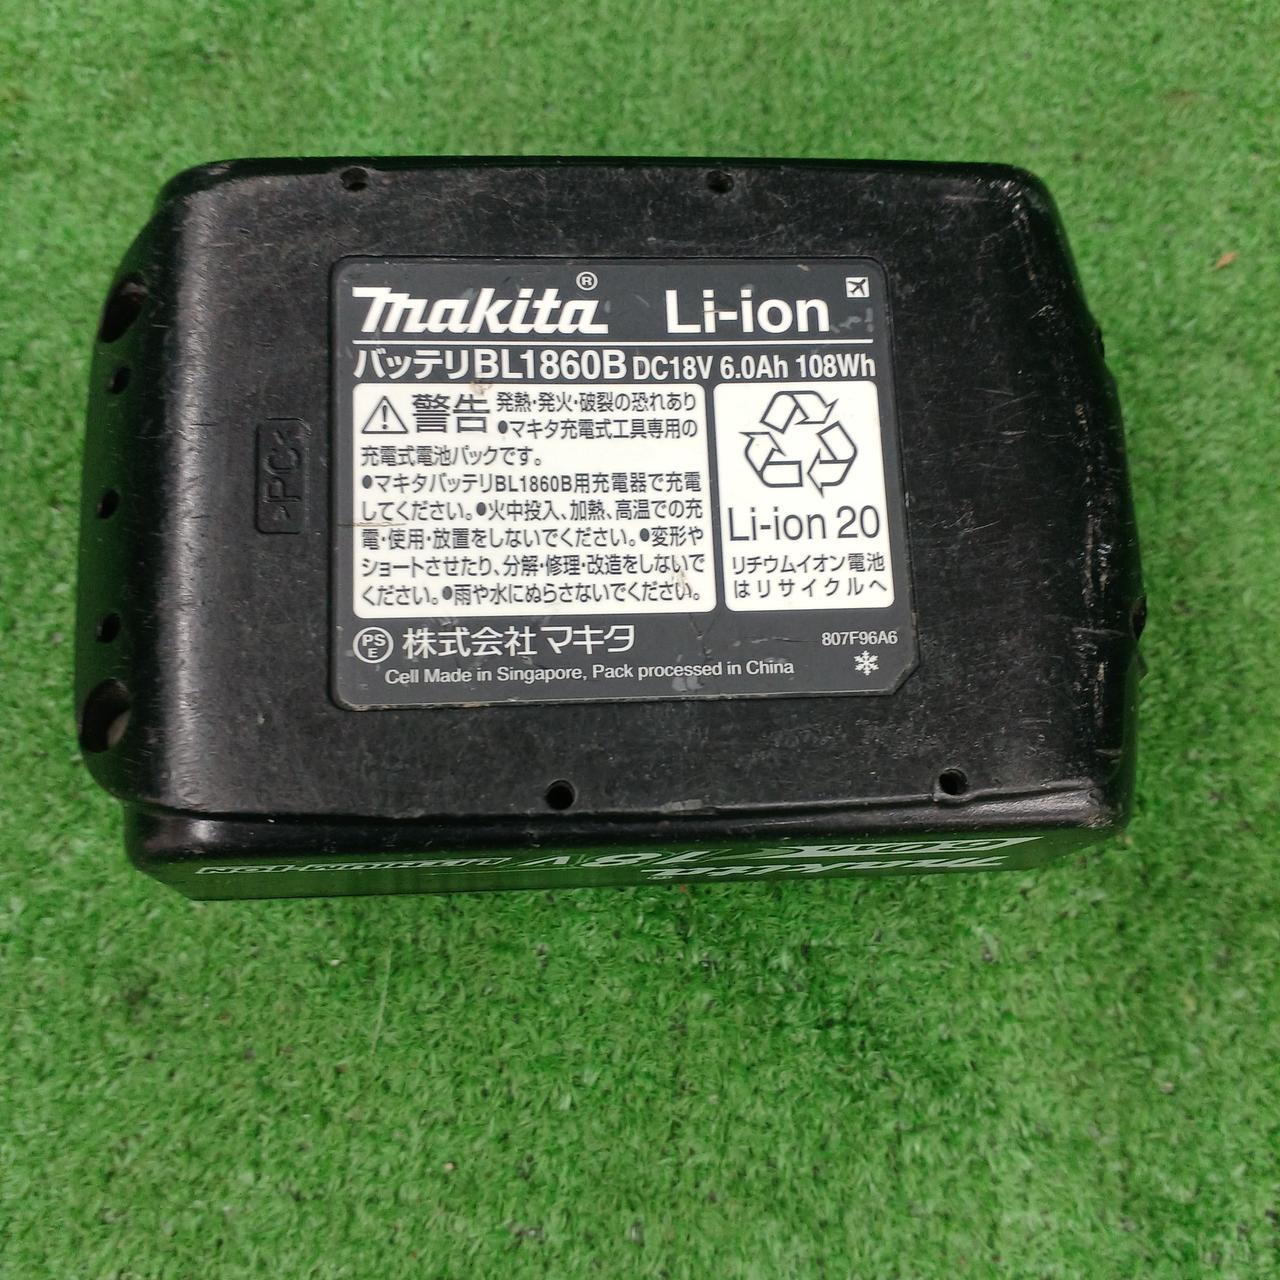 makita® Li-ion
バッテリBL1860B DC18V 6.0Ah 108Wh
警告 発熱・発火・破裂の恐れあり
●マキタ充電式工具専用の
充電式電池パックです。
●マキタバッテリBL1860B用充電器で充電
してください。●火中投入、加熱、高温での充
電・使用・放置をしないでください。●変形や
ショートさせたり、分解・修理・改造をしないで
ください。●雨や水にぬらさないでください。
Li-ion 20
リチウムイオン電池
はリサイクルへ
PS
E
株式会社マキタ
807F96A6
Cell Made in Singapore, Pack processed in China
>PC<
makita
LITHIUM-ION